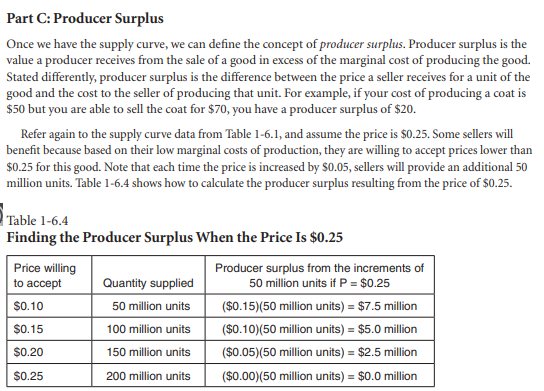 Part C: Producer Surplus
Once we have the supply curve, we can define the concept of producer surplus. Producer surplus is the
value a producer receives from the sale of a good in excess of the marginal cost of producing the good.
Stated differently, producer surplus is the difference between the price a seller receives for a unit of the
good and the cost to the seller of producing that unit. For example, if your cost of producing a coat is
$50 but you are able to sell the coat for $70, you have a producer surplus of $20.
Refer again to the supply curve data from Table 1-6.1, and assume the price is $0.25. Some sellers will
benefit because based on their low marginal costs of production, they are willing to accept prices lower than
$0.25 for this good. Note that each time the price is increased by $0.05, sellers will provide an additional 50
million units. Table 1-6.4 shows how to calculate the producer surplus resulting from the price of $0.25.
Table 1-6.4
Finding the Producer Surplus When the Price Is $0.25
Price willing to accept | Quantity supplied | Producer surplus from the increments of 50 million units if P = $0.25
$0.10 | 50 million units | ($0.15)(50 million units) = $7.5 million
$0.15 | 100 million units | ($0.10)(50 million units) = $5.0 million
$0.20 | 150 million units | ($0.05)(50 million units) = $2.5 million
$0.25 | 200 million units | ($0.00)(50 million units) = $0.0 million